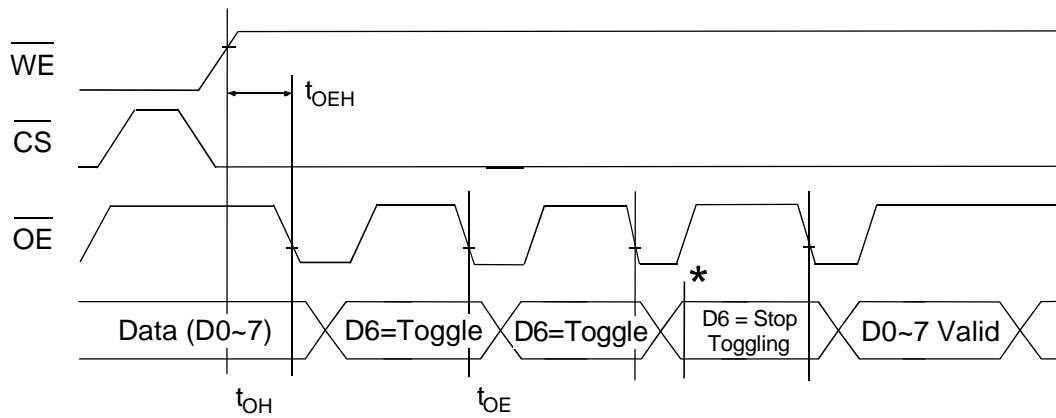 WE
tOEH
CS
OE
*
Data (D0~7)
D6=Toggle
D6=Toggle
D6 = Stop
Toggling
D0~7 Valid
tOH
tOE